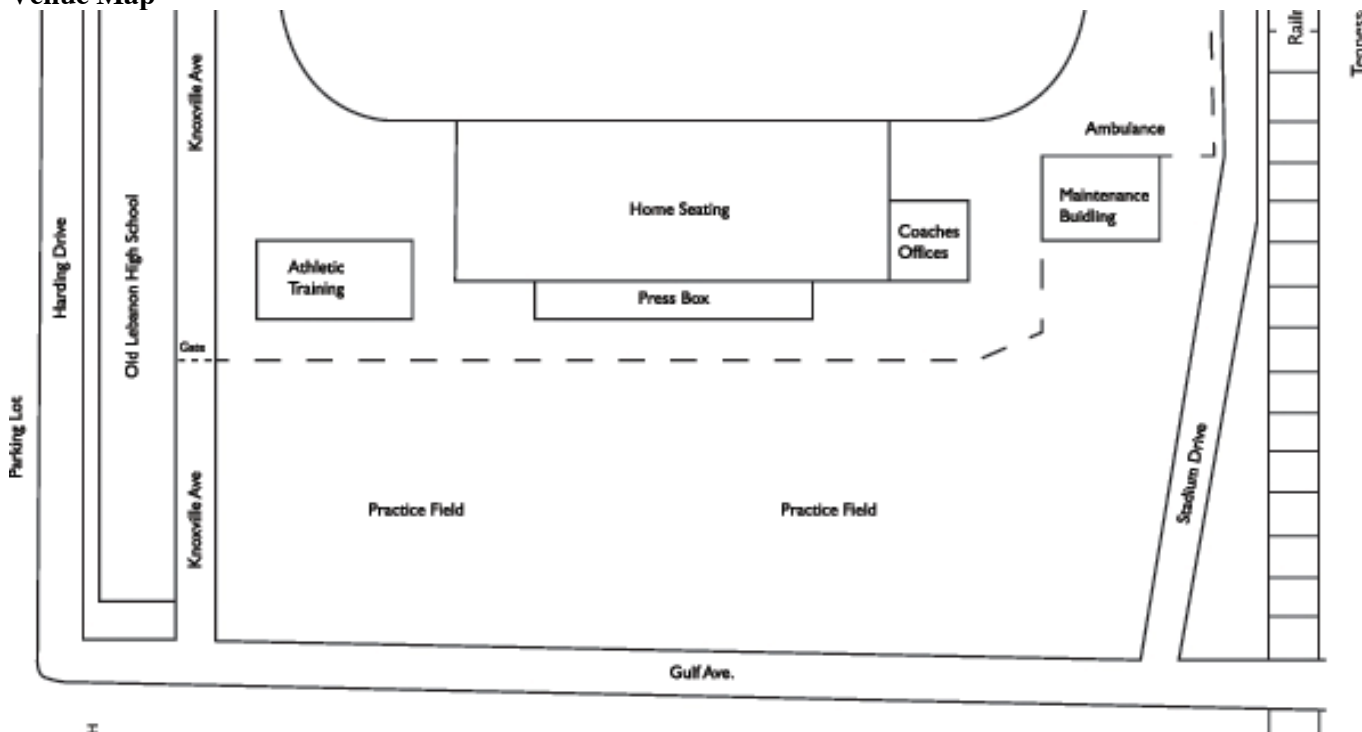 Venue Map
Knoxville Ave
Ambulance
Home Seating
Maintenance
Buidling
Coaches
Offices
Harding Drive
Old Lebanon High School
Athletic
Training
Press Box
Gate
Parking Lot
Knoxville Ave
Practice Field
Practice Field
Stadium Drive
Gulf Ave.
H